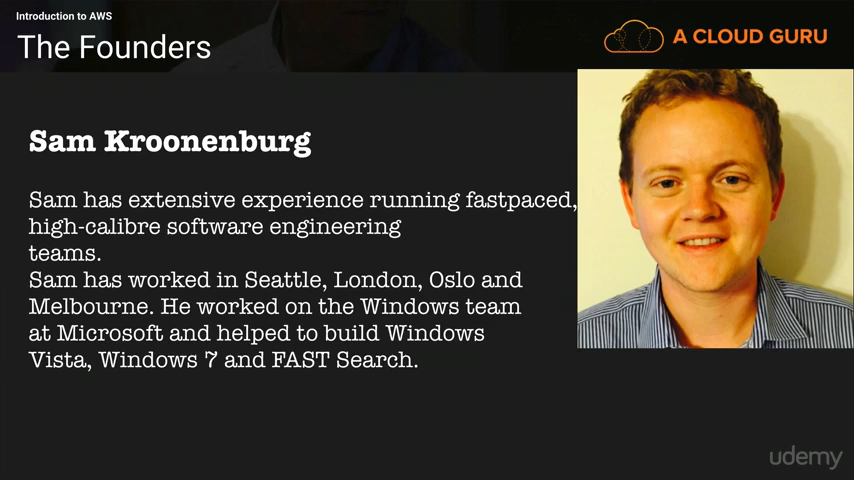 Introduction to AWS
The Founders
A CLOUD GURU
Sam Kroonenburg
Sam has extensive experience running fastpaced,
high-calibre software engineering
teams.
Sam has worked in Seattle, London, Oslo and
Melbourne. He worked on the Windows team
at Microsoft and helped to build Windows
Vista, Windows 7 and FAST Search.
udemy